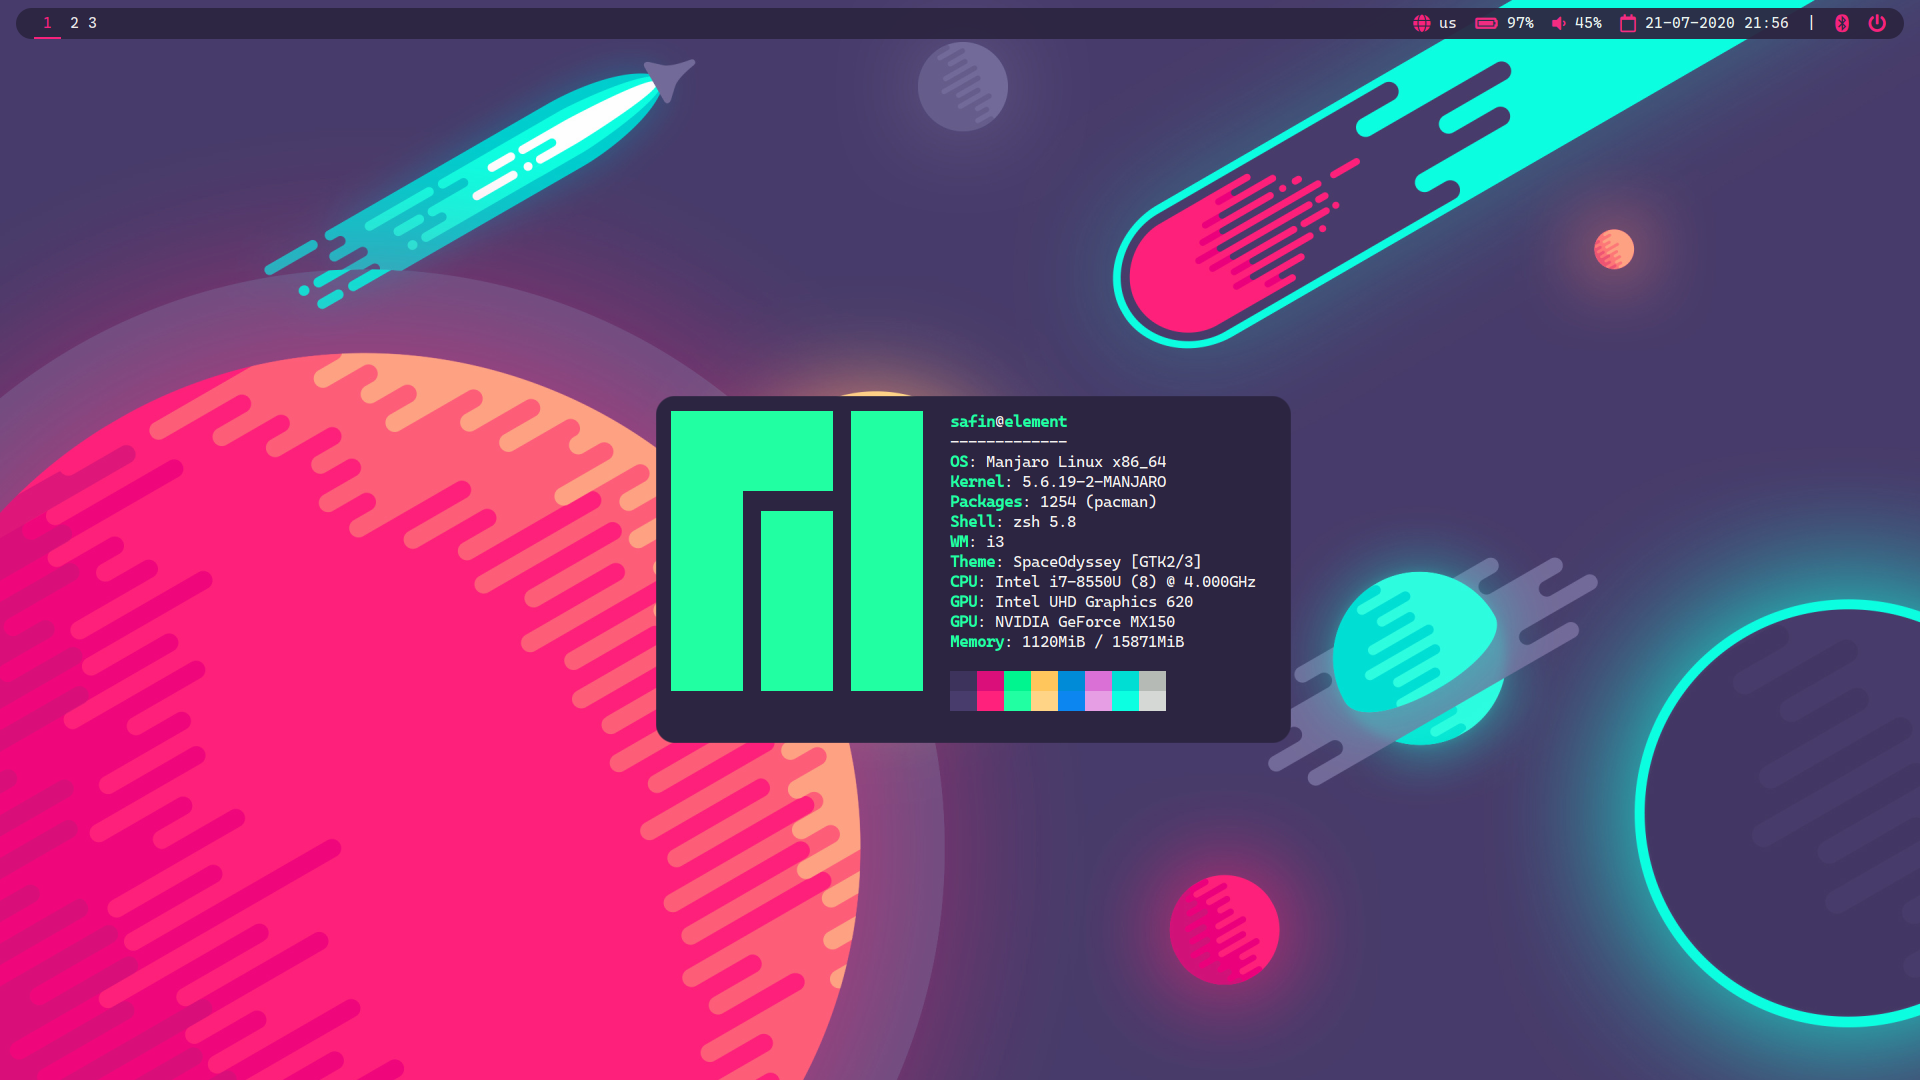 1 2 3
us 97% 45% 21-07-2020 21:56 |
safin@element
-------------
OS: Manjaro Linux x86_64
Kernel: 5.6.19-2-MANJARO
Packages: 1254 (pacman)
Shell: zsh 5.8
WM: i3
Theme: SpaceOdyssey [GTK2/3]
CPU: Intel i7-8550U (8) @ 4.000GHz
GPU: Intel UHD Graphics 620
GPU: NVIDIA GeForce MX150
Memory: 1120MiB / 15871MiB